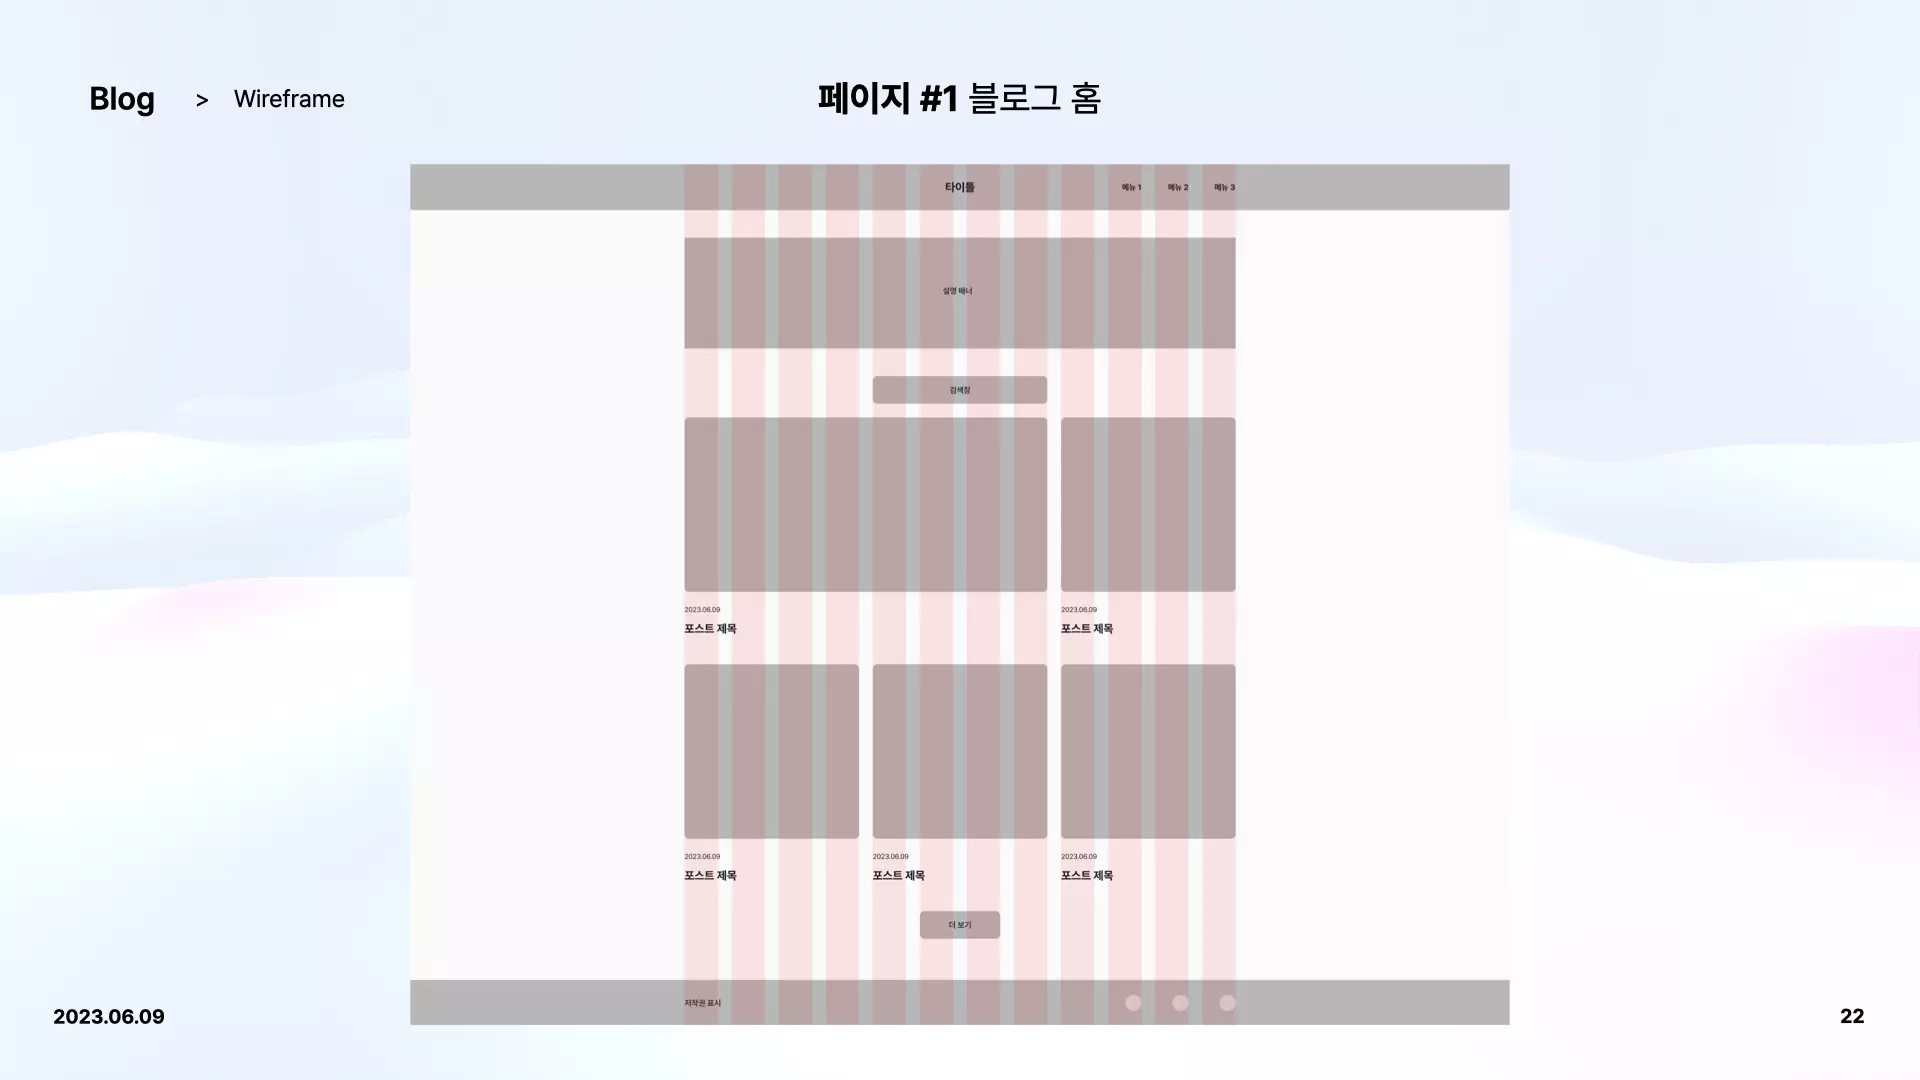 Blog > Wireframe
페이지 #1 블로그 홈
타이틀
메뉴 1 메뉴 2 메뉴 3
설명 배너
검색창
2023.06.09 2023.06.09
포스트 제목 포스트 제목
2023.06.09 2023.06.09 2023.06.09
포스트 제목 포스트 제목 포스트 제목
더 보기
저작권 표시
2023.06.09
22